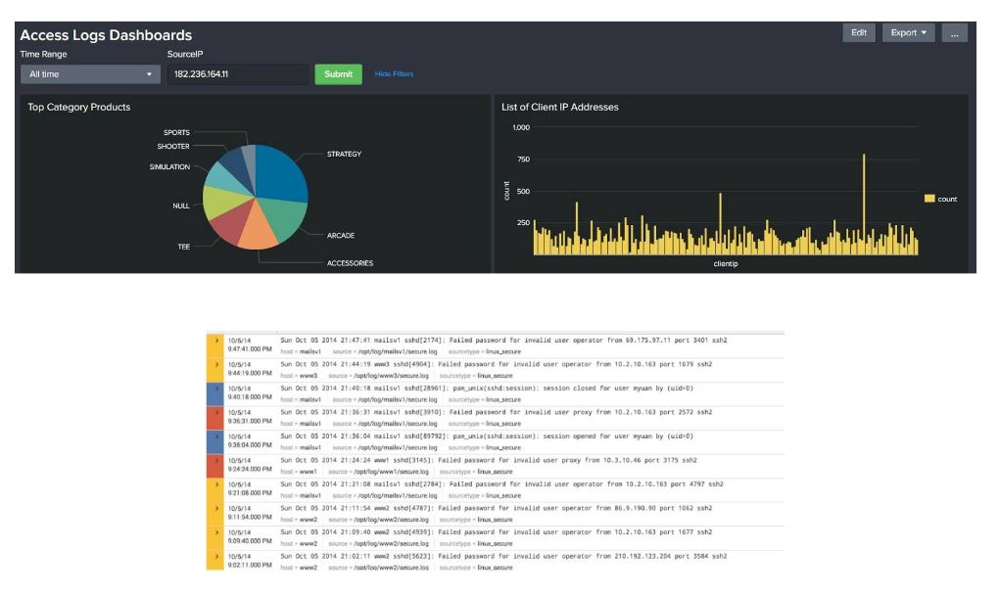 Access Logs Dashboards
Edit
Export
...
Time Range
SourceIP
All time
182.236.164.11
Submit
Hide Filters
Top Category Products
SPORTS
SHOOTER
SIMULATION
NULL
TEE
STRATEGY
ARCADE
ACCESSORIES
List of Client IP Addresses
1,000
750
500
250
count
clientip
count
10/5/14 Sun Oct 05 2014 21:47:41 mailsv1 sshd[2174]: Failed password for invalid user operator from 69.175.97.11 port 3401 ssh2
9:47:41.000 PM host = mailsv1 source = /opt/log/mailsv1/secure.log sourcetype = linux_secure
10/5/14 Sun Oct 05 2014 21:44:19 www3 sshd[4904]: Failed password for invalid user operator from 10.2.10.163 port 1679 ssh2
9:44:19.000 PM host = www3 source = /opt/log/www3/secure.log sourcetype = linux_secure
10/5/14 Sun Oct 05 2014 21:40:18 mailsv1 sshd[28961]: pam_unix(sshd:session): session closed for user myuan by (uid=0)
9:40:18.000 PM host = mailsv1 source = /opt/log/mailsv1/secure.log sourcetype = linux_secure
10/5/14 Sun Oct 05 2014 21:36:31 mailsv1 sshd[3910]: Failed password for invalid user proxy from 10.2.10.163 port 2572 ssh2
9:36:31.000 PM host = mailsv1 source = /opt/log/mailsv1/secure.log sourcetype = linux_secure
10/5/14 Sun Oct 05 2014 21:36:04 mailsv1 sshd[89792]: pam_unix(sshd:session): session opened for user myuan by (uid=0)
9:36:04.000 PM host = mailsv1 source = /opt/log/mailsv1/secure.log sourcetype = linux_secure
10/5/14 Sun Oct 05 2014 21:24:24 www1 sshd[3145]: Failed password for invalid user proxy from 10.3.10.46 port 3175 ssh2
9:24:24.000 PM host = www1 source = /opt/log/www1/secure.log sourcetype = linux_secure
10/5/14 Sun Oct 05 2014 21:21:08 mailsv1 sshd[2784]: Failed password for invalid user operator from 10.2.10.163 port 4797 ssh2
9:21:08.000 PM host = mailsv1 source = /opt/log/mailsv1/secure.log sourcetype = linux_secure
10/5/14 Sun Oct 05 2014 21:11:54 www2 sshd[4787]: Failed password for invalid user operator from 86.9.190.90 port 1062 ssh2
9:11:54.000 PM host = www2 source = /opt/log/www2/secure.log sourcetype = linux_secure
10/5/14 Sun Oct 05 2014 21:09:40 www2 sshd[4939]: Failed password for invalid user operator from 10.2.10.163 port 1677 ssh2
9:09:40.000 PM host = www2 source = /opt/log/www2/secure.log sourcetype = linux_secure
10/5/14 Sun Oct 05 2014 21:02:11 www2 sshd[5623]: Failed password for invalid user operator from 210.192.123.204 port 3584 ssh2
9:02:11.000 PM host = www2 source = /opt/log/www2/secure.log sourcetype = linux_secure